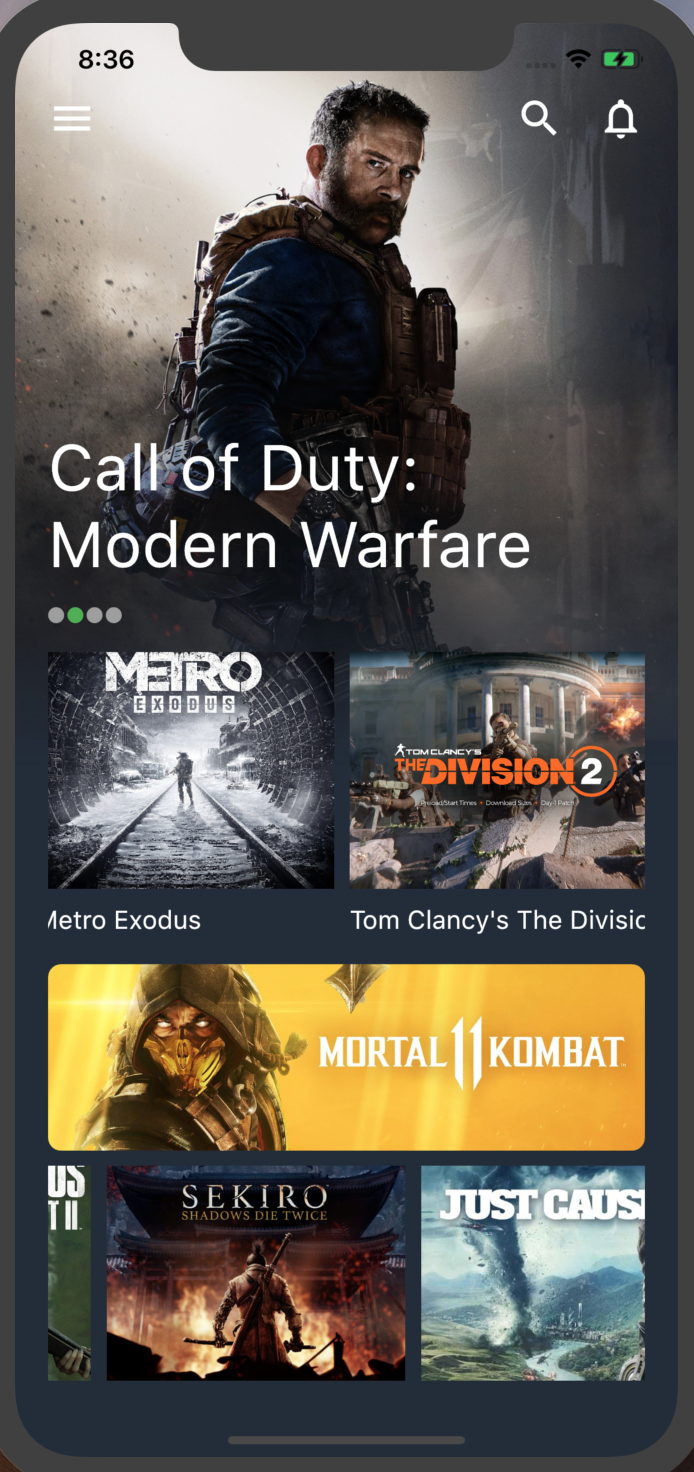 8:36
Call of Duty:
Modern Warfare
METRO
EXODUS
TOM CLANCY'S
THE DIVISION 2
Preload/Start Times • Download Sizes • Day-1 Patch
Metro Exodus
Tom Clancy's The Divisic
MORTAL 11 KOMBAT
US
T II
SEKIRO
SHADOWS DIE TWICE
JUST CAUS